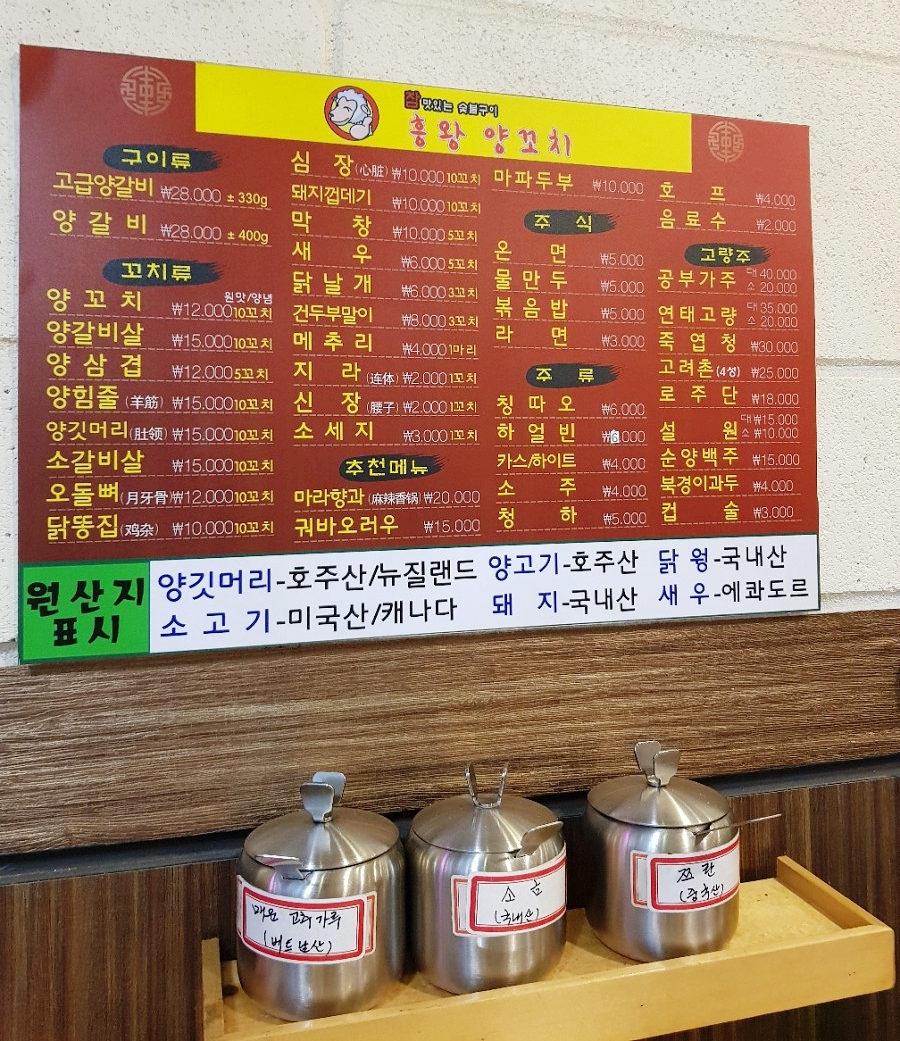 참맛있는 숯불구이
홍왕 양꼬치
구이류
고급양갈비 ₩28.000 ± 330g
양갈비 ₩28.000 ± 400g
꼬치류
원맛/양념
양꼬치 ₩12.000 10꼬치
양갈비살 ₩15.000 10꼬치
양삼겹 ₩12.000 5꼬치
양힘줄 (羊筋) ₩15.000 10꼬치
양깃머리 (肚领) ₩15.000 10꼬치
소갈비살 ₩15.000 10꼬치
오돌뼈 (月牙骨) ₩12.000 10꼬치
닭똥집 (鸡杂) ₩10.000 10꼬치
심장 (心脏) ₩10.000 10꼬치
돼지껍데기 ₩10.000 10꼬치
막창 ₩10.000 5꼬치
새우 ₩6.000 5꼬치
닭날개 ₩6.000 3꼬치
건두부말이 ₩8.000 3꼬치
메추리 ₩4.000 1마리
지라 (连体) ₩2.000 1꼬치
신장 (腰子) ₩2.000 1꼬치
소세지 ₩3.000 1꼬치
추천메뉴
마라향과 (麻辣香锅) ₩20.000
궈바오러우 ₩15.000
마파두부 ₩10.000
주식
온면 ₩5.000
물만두 ₩5.000
볶음밥 ₩5.000
라면 ₩3.000
주류
칭따오 ₩6.000
하얼빈 ₩6.000
카스/하이트 ₩4.000
소주 ₩4.000
청하 ₩5.000
호프 ₩4.000
음료수 ₩2.000
고량주
공부가주 대 40.000
소 20.000
연태고량 대 35.000
소 20.000
죽엽청 ₩30.000
고려촌 (4성) ₩25.000
로주단 ₩18.000
설원 대 ₩15.000
소 ₩10.000
순양백주 ₩15.000
북경이과두 ₩4.000
컵술 ₩3.000
원산지
표시
양깃머리-호주산/뉴질랜드 양고기-호주산 닭윙-국내산
소고기-미국산/캐나다 돼지-국내산 새우-에콰도르
매운 고춧가루
(베트남산)
소금
(국내산)
쯔란
(중국산)